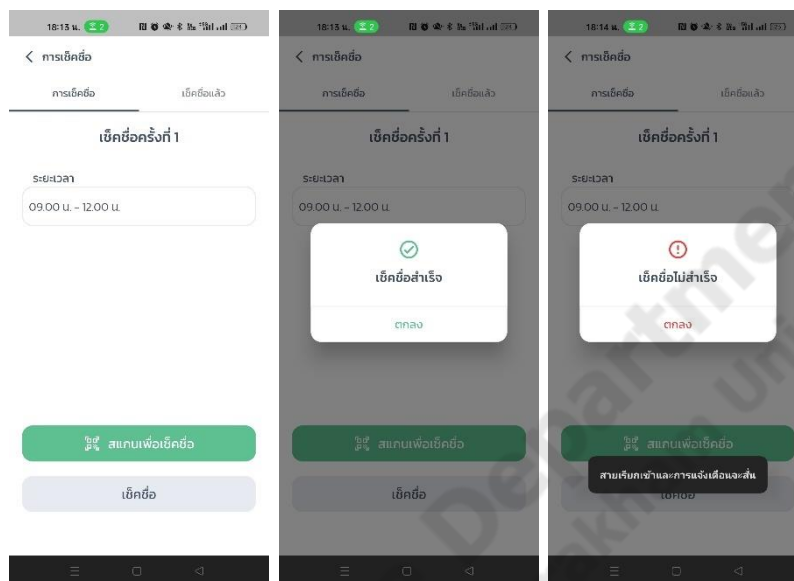 18:13 น. 2
การเช็คชื่อ
การเช็คชื่อ เช็คชื่อแล้ว
เช็คชื่อครั้งที่ 1
ระยะเวลา
09.00 น. - 12.00 น.
สแกนเพื่อเช็คชื่อ
เช็คชื่อ
18:13 น. 2
การเช็คชื่อ
การเช็คชื่อ เช็คชื่อแล้ว
เช็คชื่อครั้งที่ 1
ระยะเวลา
09.00 น. - 12.00 น.
เช็คชื่อสำเร็จ
ตกลง
สแกนเพื่อเช็คชื่อ
เช็คชื่อ
18:14 น. 2
การเช็คชื่อ
การเช็คชื่อ เช็คชื่อแล้ว
เช็คชื่อครั้งที่ 1
ระยะเวลา
09.00 น. - 12.00 น.
เช็คชื่อไม่สำเร็จ
ตกลง
สแกนเพื่อเช็คชื่อ
สายเรียกเข้าและการแจ้งเตือนจะสั่น
เช็คชื่อ